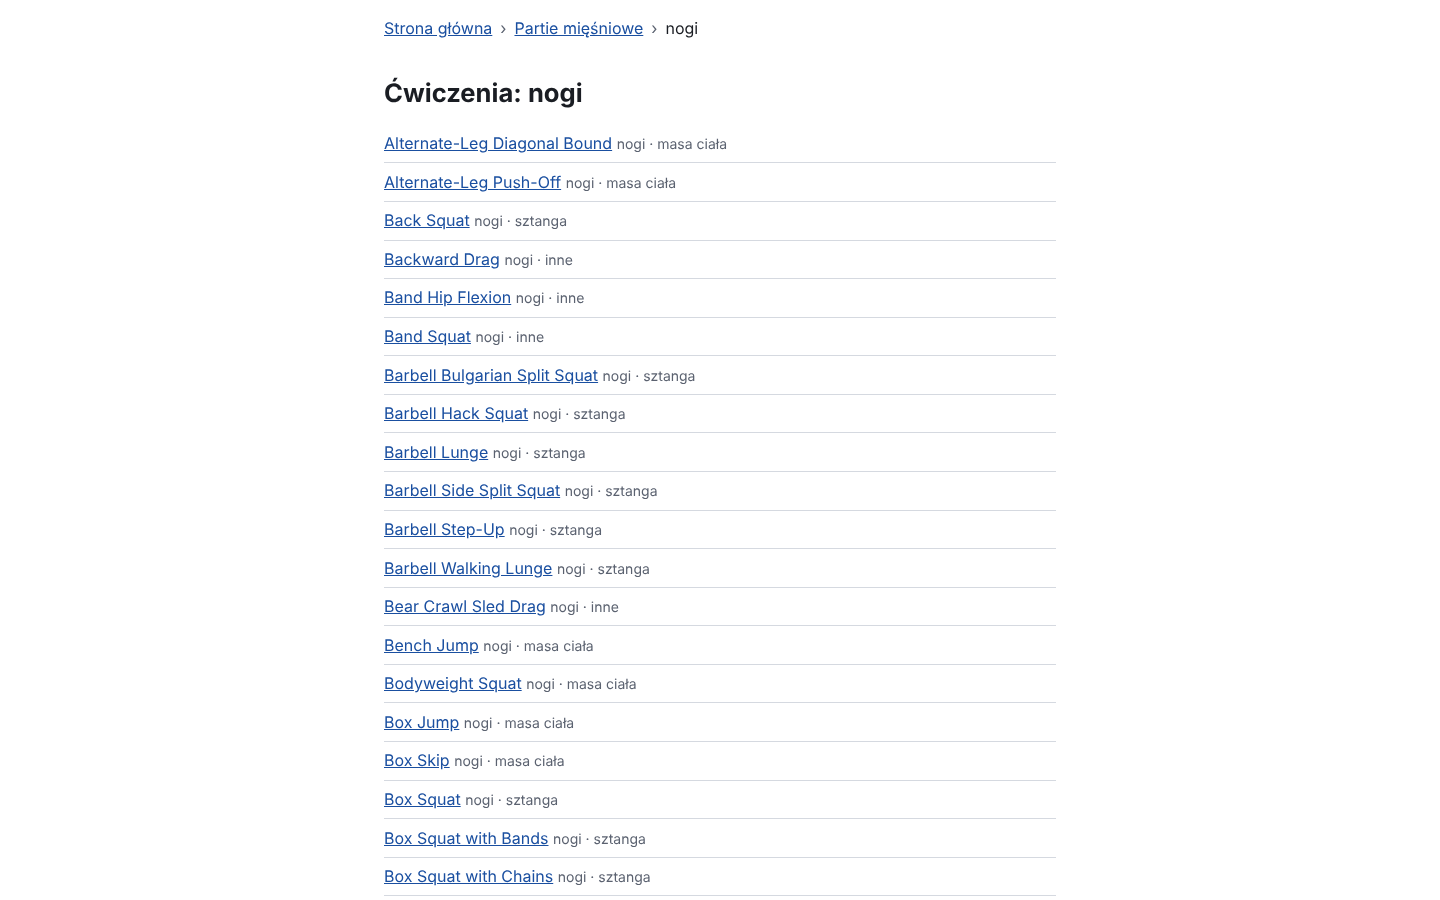 Strona główna › Partie mięśniowe › nogi
Ćwiczenia: nogi
Alternate-Leg Diagonal Bound nogi · masa ciała
Alternate-Leg Push-Off nogi · masa ciała
Back Squat nogi · sztanga
Backward Drag nogi · inne
Band Hip Flexion nogi · inne
Band Squat nogi · inne
Barbell Bulgarian Split Squat nogi · sztanga
Barbell Hack Squat nogi · sztanga
Barbell Lunge nogi · sztanga
Barbell Side Split Squat nogi · sztanga
Barbell Step-Up nogi · sztanga
Barbell Walking Lunge nogi · sztanga
Bear Crawl Sled Drag nogi · inne
Bench Jump nogi · masa ciała
Bodyweight Squat nogi · masa ciała
Box Jump nogi · masa ciała
Box Skip nogi · masa ciała
Box Squat nogi · sztanga
Box Squat with Bands nogi · sztanga
Box Squat with Chains nogi · sztanga